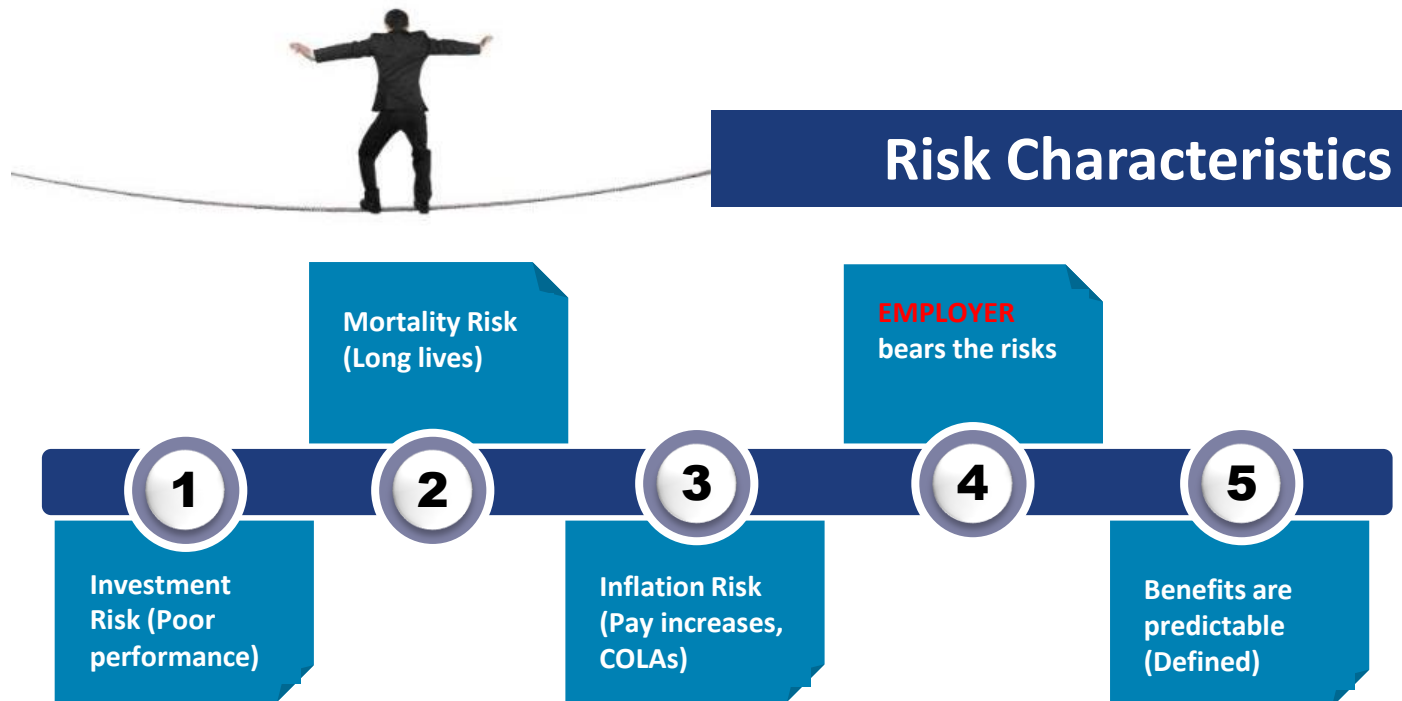 Risk Characteristics
1
Investment
Risk (Poor
performance)
2
Mortality Risk
(Long lives)
3
Inflation Risk
(Pay increases,
COLAs)
4
EMPLOYER
bears the risks
5
Benefits are
predictable
(Defined)